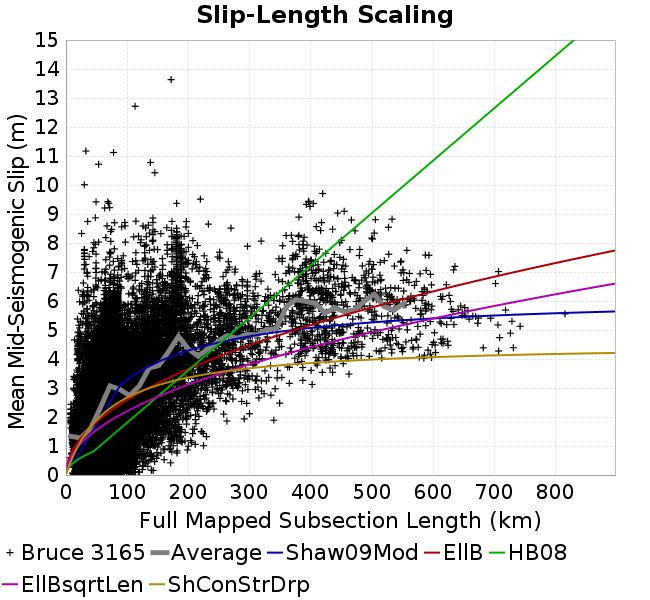 Slip-Length Scaling
Mean Mid-Seismogenic Slip (m)
15
14
13
12
11
10
9
8
7
6
5
4
3
2
1
0
0 100 200 300 400 500 600 700 800
Full Mapped Subsection Length (km)
Bruce 3165 Average Shaw09Mod EllB HB08
EllBsqrtLen ShConStrDrp